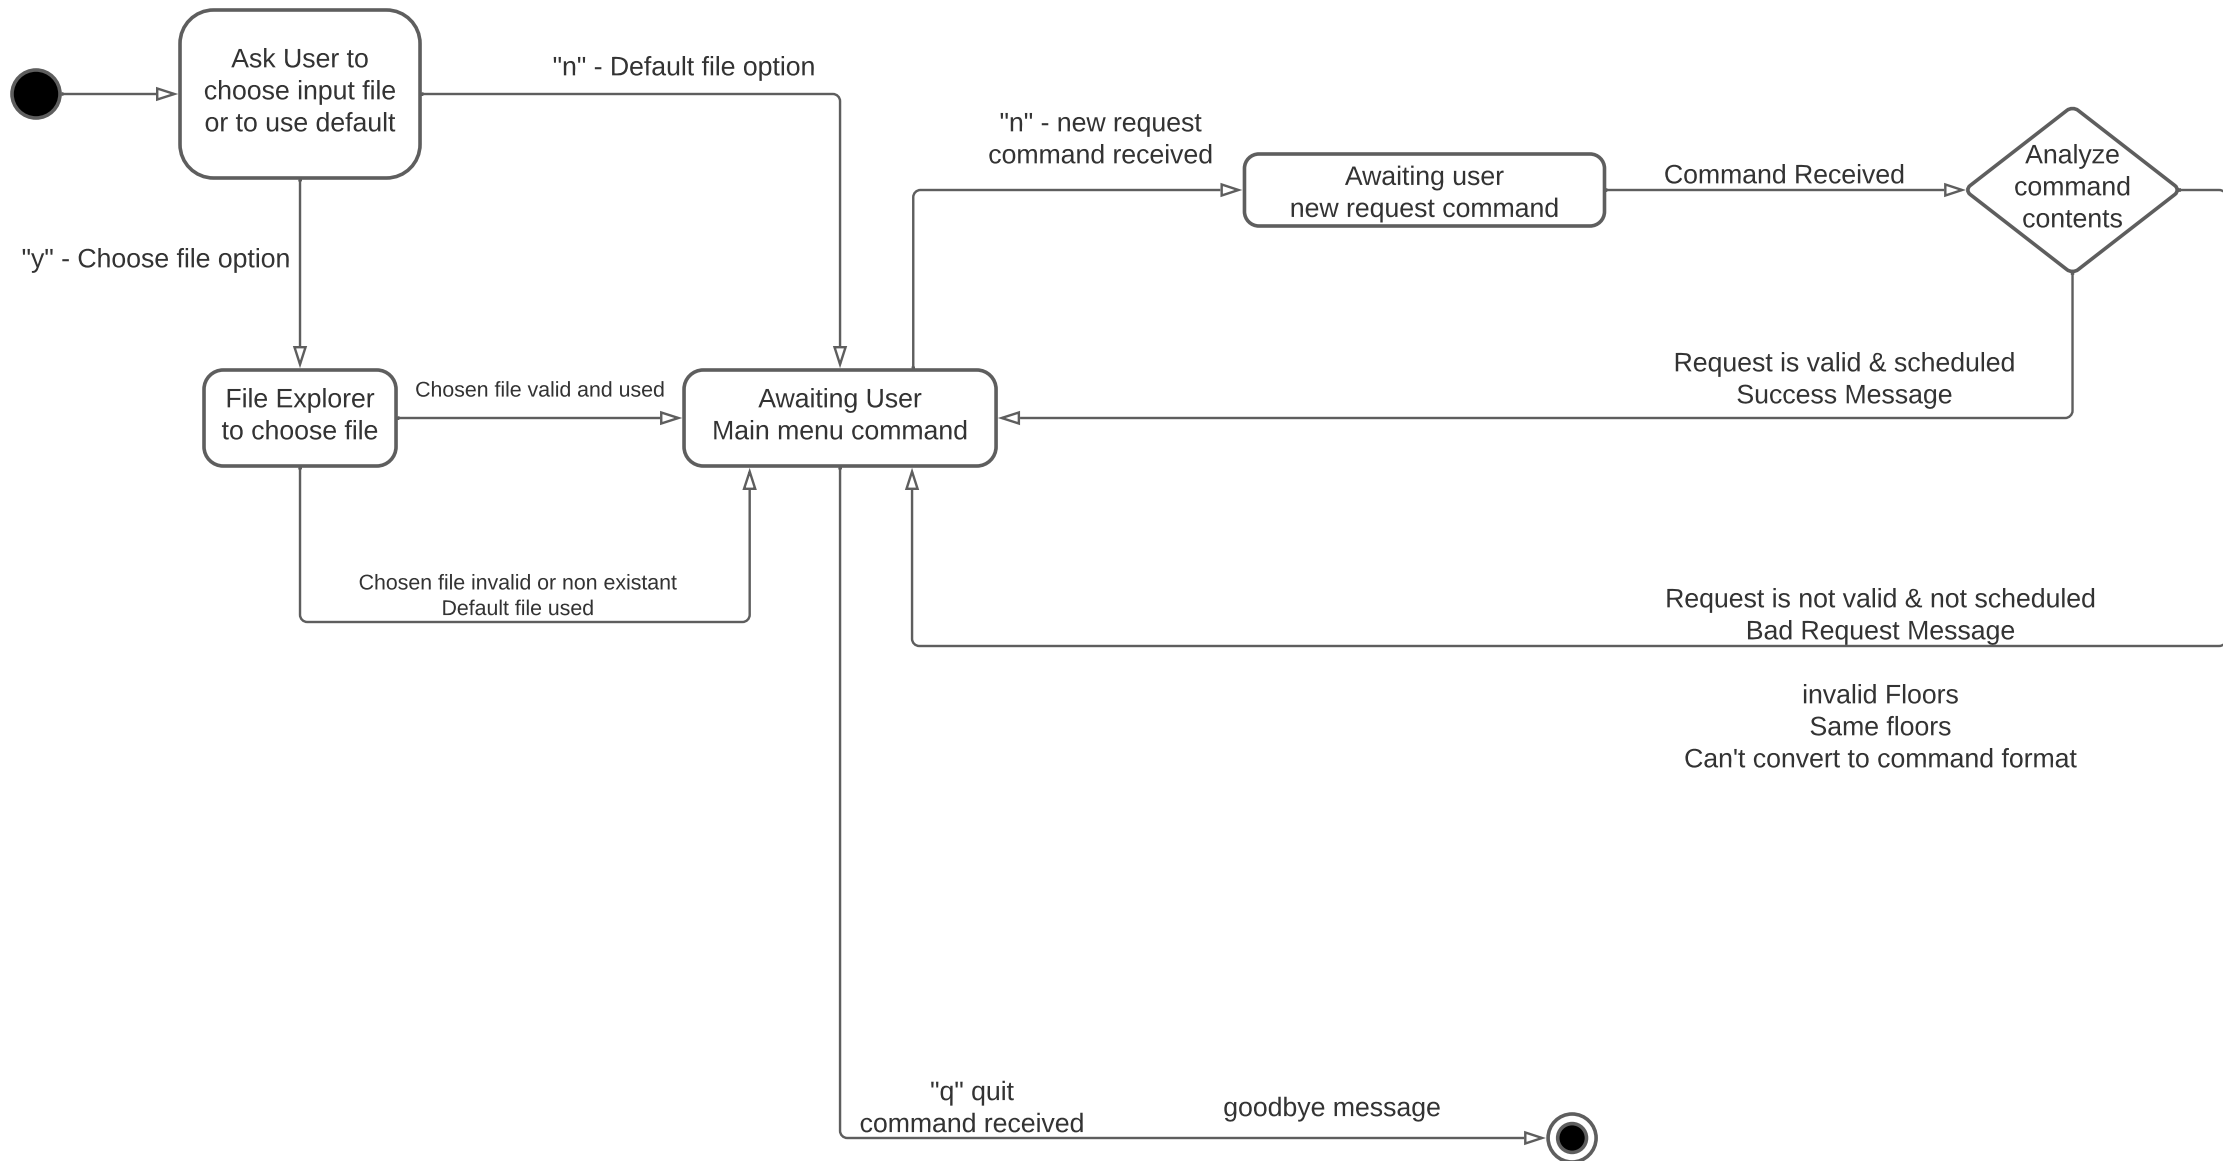 Ask User to
choose input file
or to use default
"n" - Default file option
"n" - new request
command received
Awaiting user
new request command
Command Received
Analyze
command
contents
"y" - Choose file option
File Explorer
to choose file
Chosen file valid and used
Awaiting User
Main menu command
Request is valid & scheduled
Success Message
Chosen file invalid or non existant
Default file used
Request is not valid & not scheduled
Bad Request Message
invalid Floors
Same floors
Can't convert to command format
"q" quit
command received
goodbye message